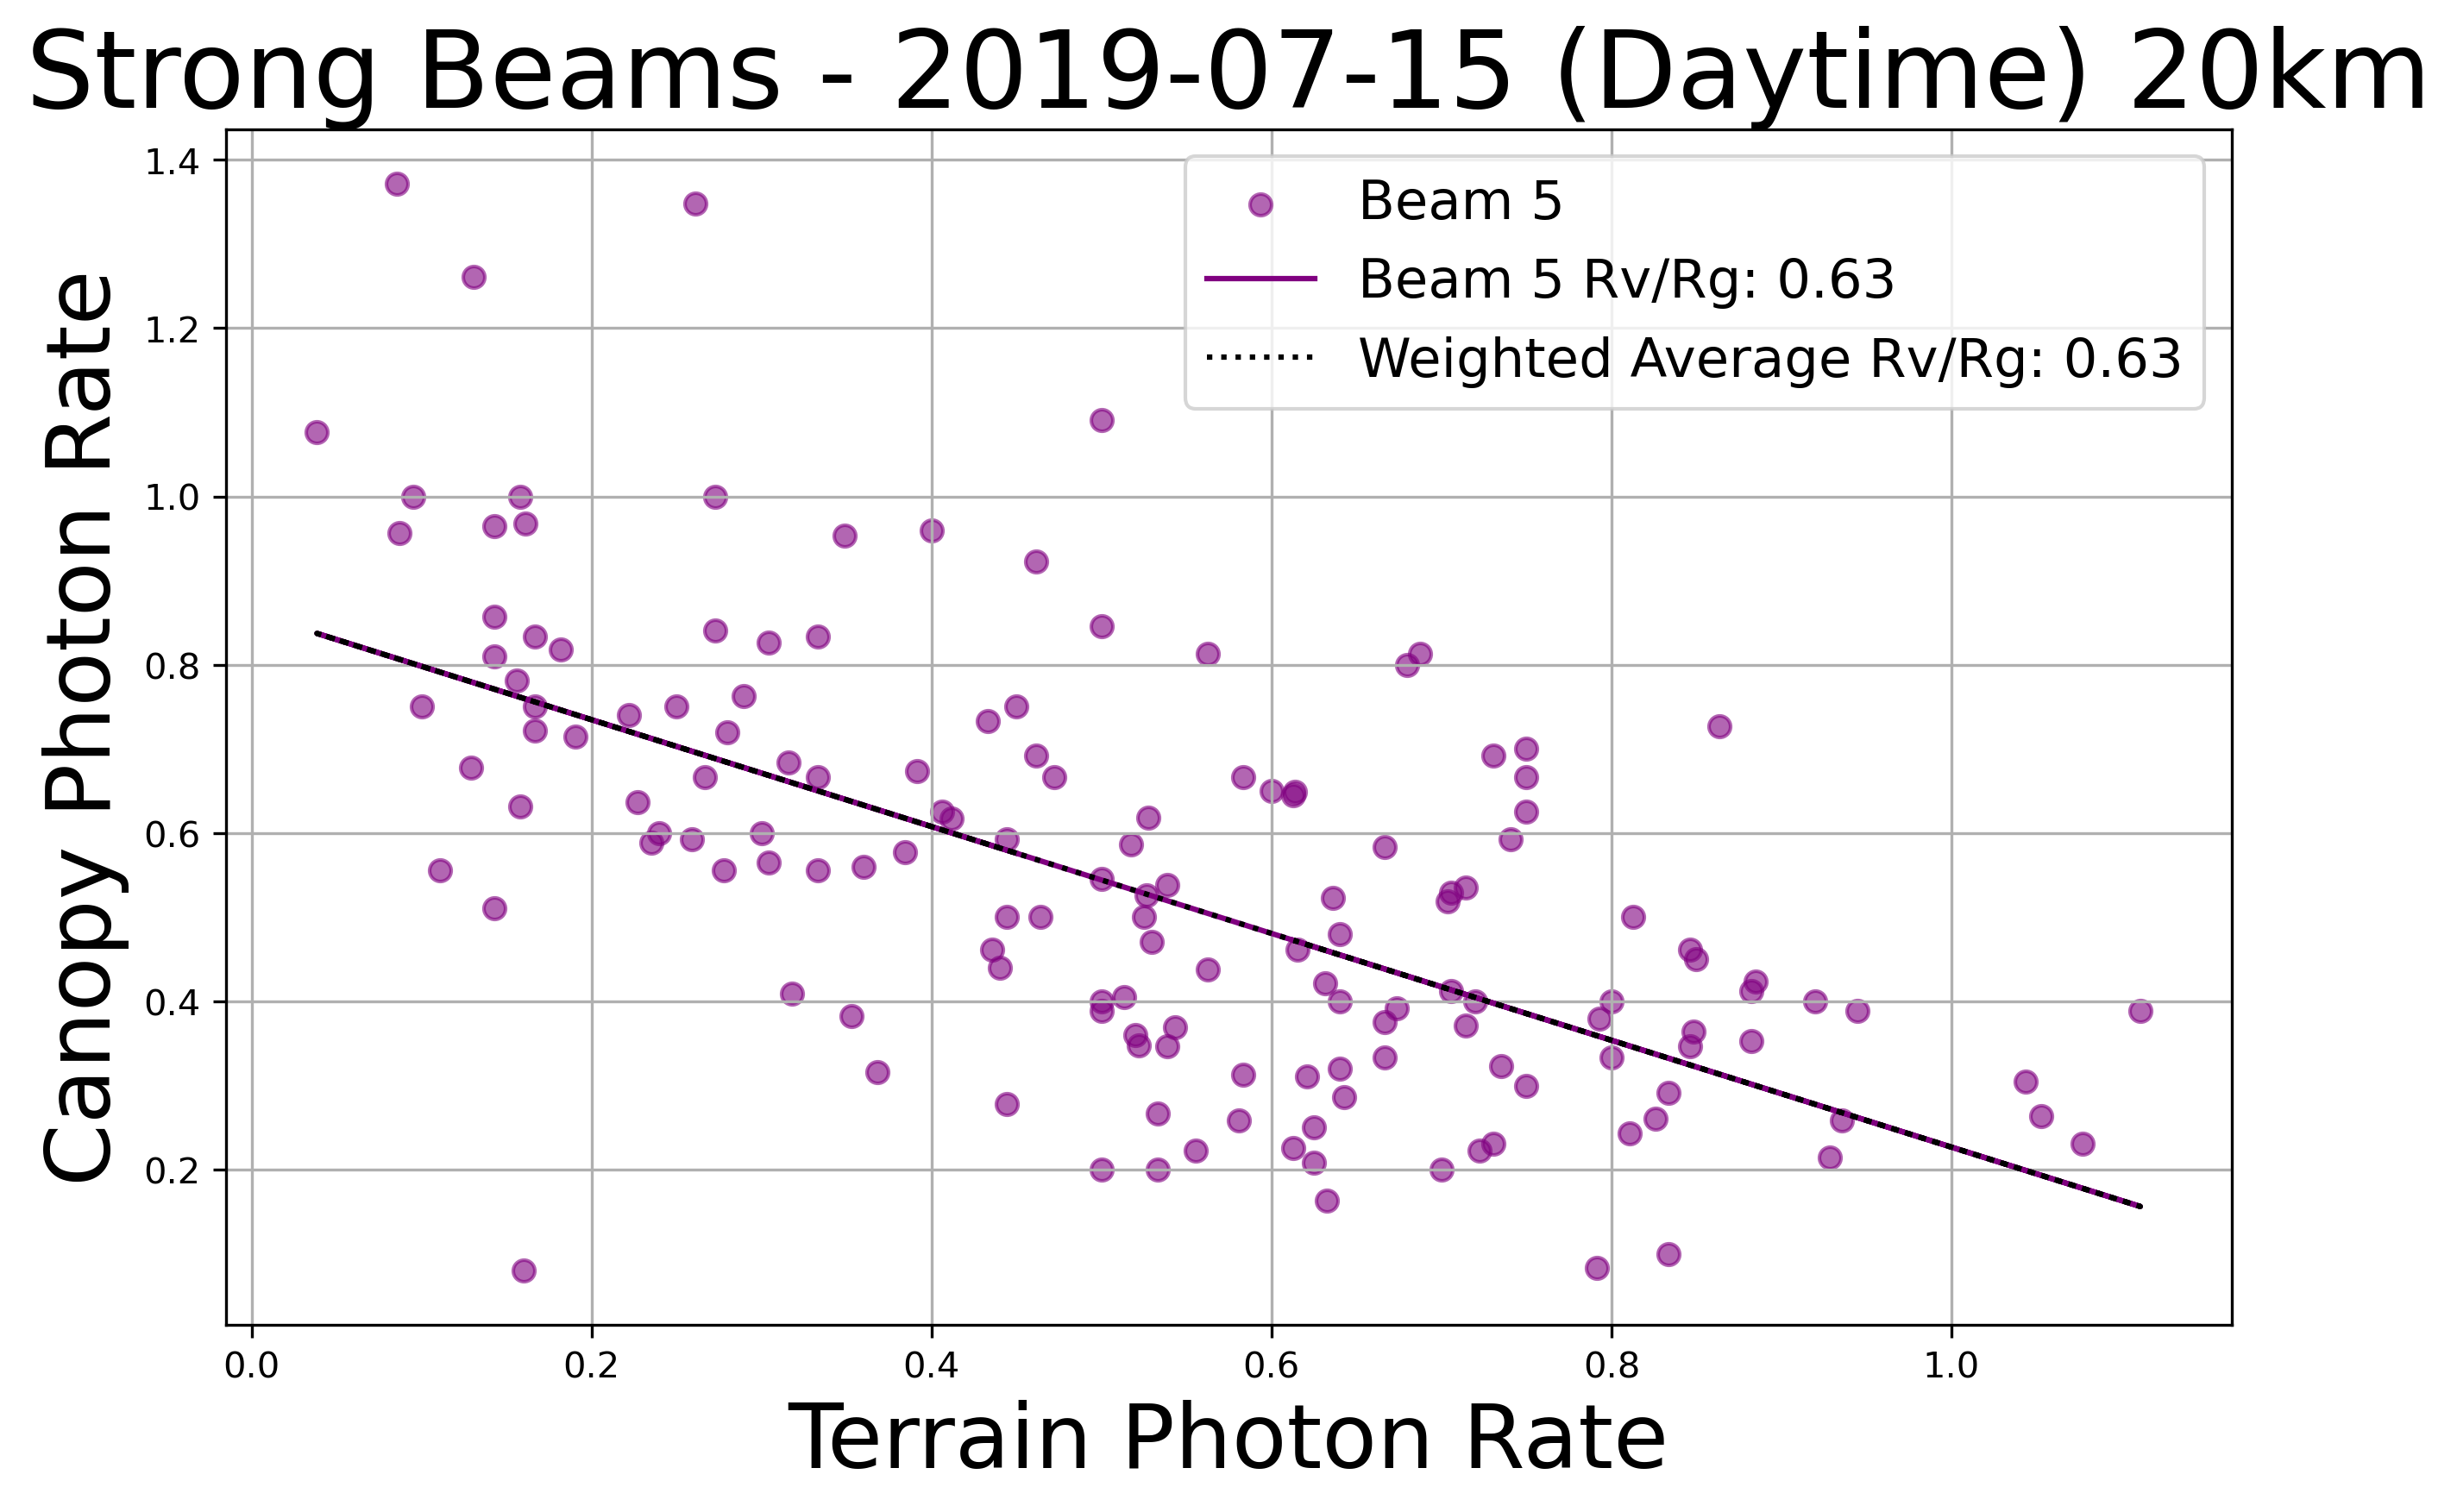 Strong Beams - 2019-07-15 (Daytime) 20km
Beam 5
Beam 5 Rv/Rg: 0.63
Weighted Average Rv/Rg: 0.63
Canopy Photon Rate
1.4
1.2
1.0
0.8
0.6
0.4
0.2
0.0 0.2 0.4 0.6 0.8 1.0
Terrain Photon Rate